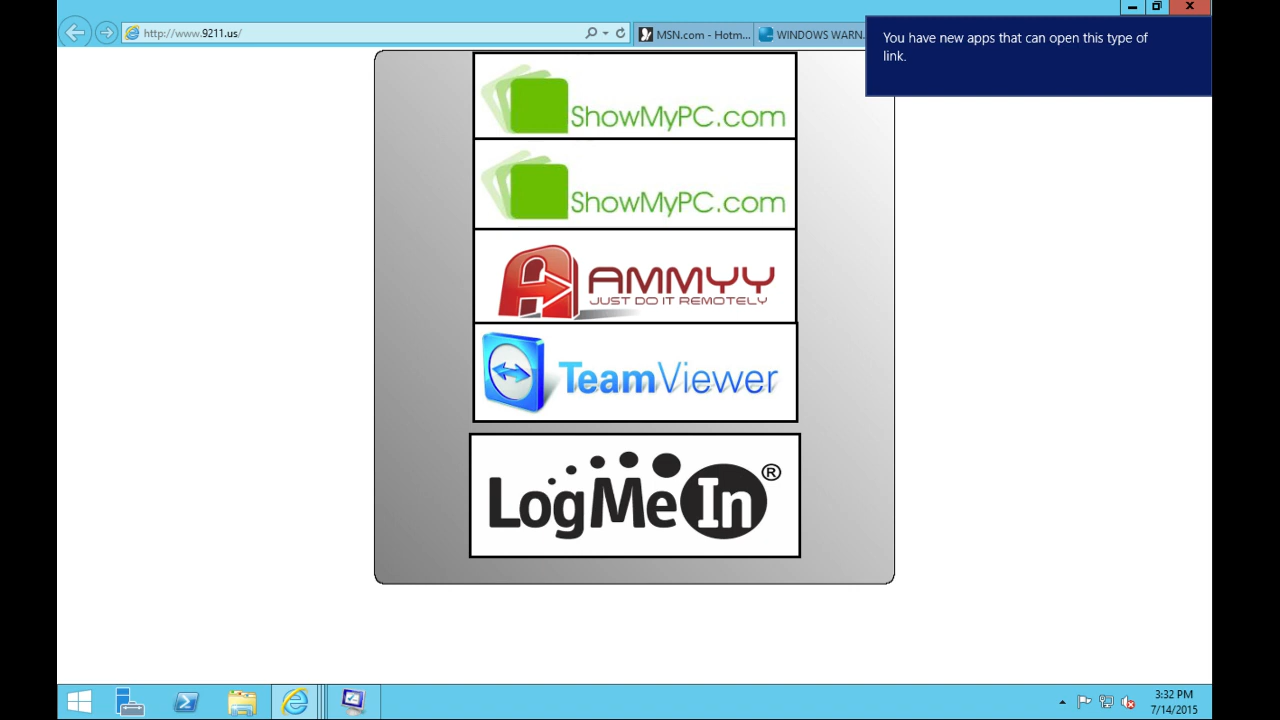 http://www.9211.us/
MSN.com - Hotm...
WINDOWS WARN...
You have new apps that can open this type of
link.
ShowMyPC.com
ShowMyPC.com
AMMYY
JUST DO IT REMOTELY
TeamViewer
LogMeIn®
3:32 PM
7/14/2015